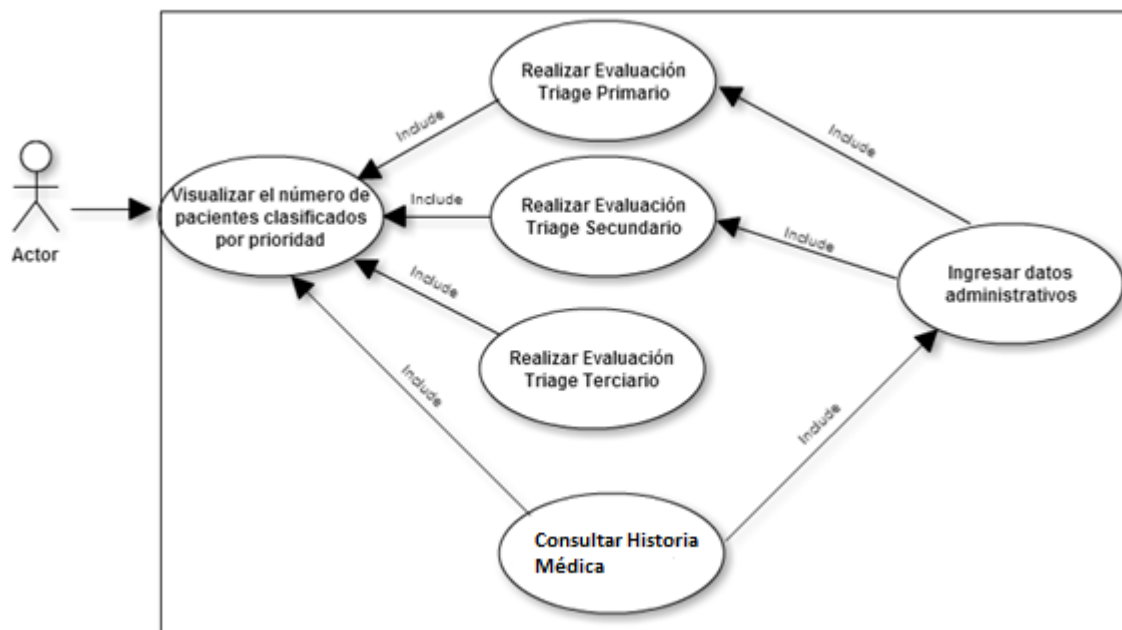 Realizar Evaluación
Triage Primario
Include
Include
Visualizar el número de
pacientes clasificados
por prioridad
Include
Realizar Evaluación
Triage Secundario
Include
Actor
Ingresar datos
administrativos
Include
Realizar Evaluación
Triage Terciario
Include
Include
Consultar Historia
Médica